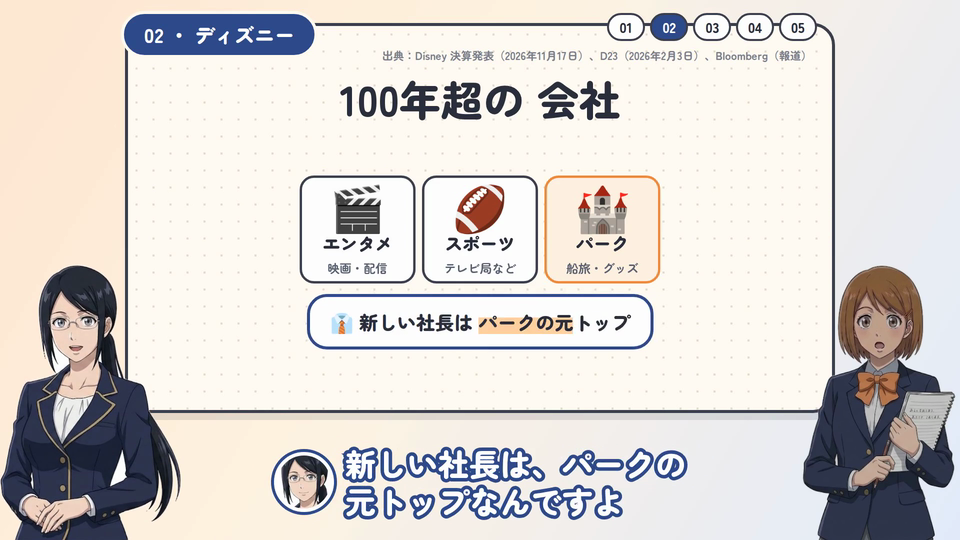 02 ・ ディズニー
01 02 03 04 05
出典：Disney 決算発表（2026年11月17日）、D23（2026年2月3日）、Bloomberg（報道）
100年超の 会社
エンタメ
映画・配信
スポーツ
テレビ局など
パーク
船旅・グッズ
新しい社長は パークの元トップ
新しい社長は、パークの
元トップなんですよ